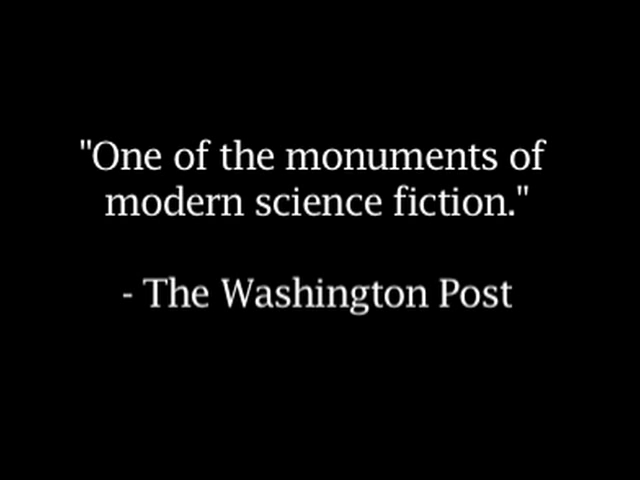 "One of the monuments of
modern science fiction."
- The Washington Post